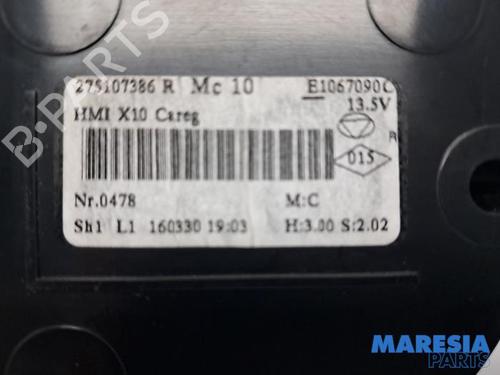 275107386 R Mc 10 E1067090C
13.5V
HMI X10 Careg
R
015
Nr.0478 M:C
Sh1 L1 160330 19:03 H:3.00 S:2.02
B-PARTS
MARESIA
PARTS